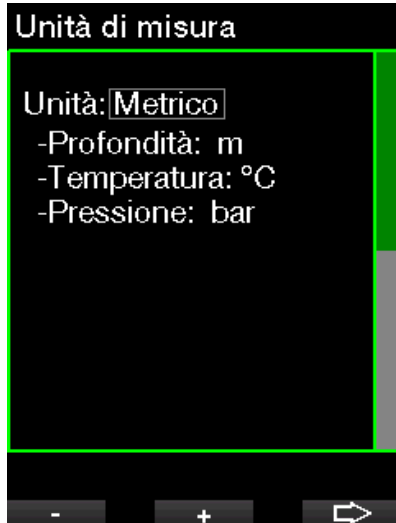 Unità di misura
Unità: Metrico
-Profondità: m
-Temperatura: °C
-Pressione: bar
- +